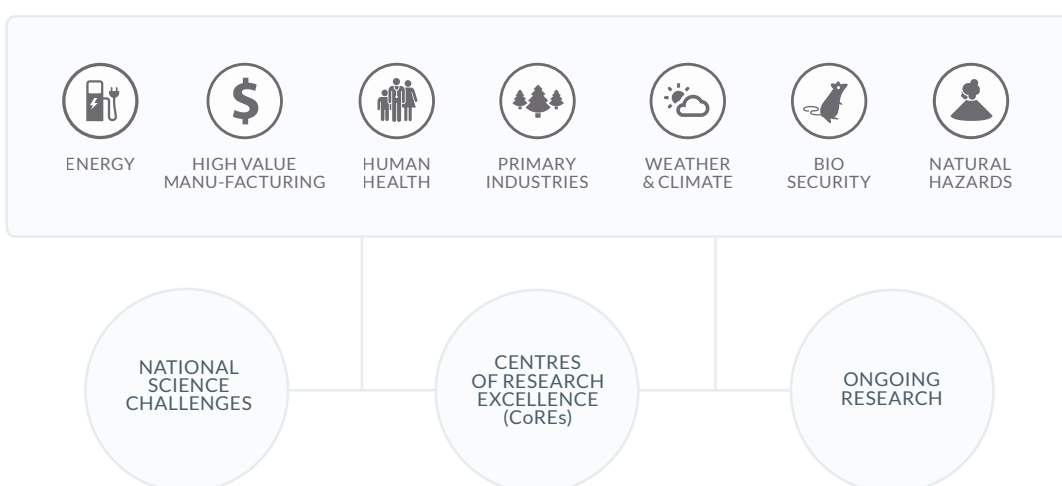 ENERGY
HIGH VALUE
MANU-FACTURING
HUMAN
HEALTH
PRIMARY
INDUSTRIES
WEATHER
& CLIMATE
BIO
SECURITY
NATURAL
HAZARDS
NATIONAL
SCIENCE
CHALLENGES
CENTRES
OF RESEARCH
EXCELLENCE
(CoREs)
ONGOING
RESEARCH